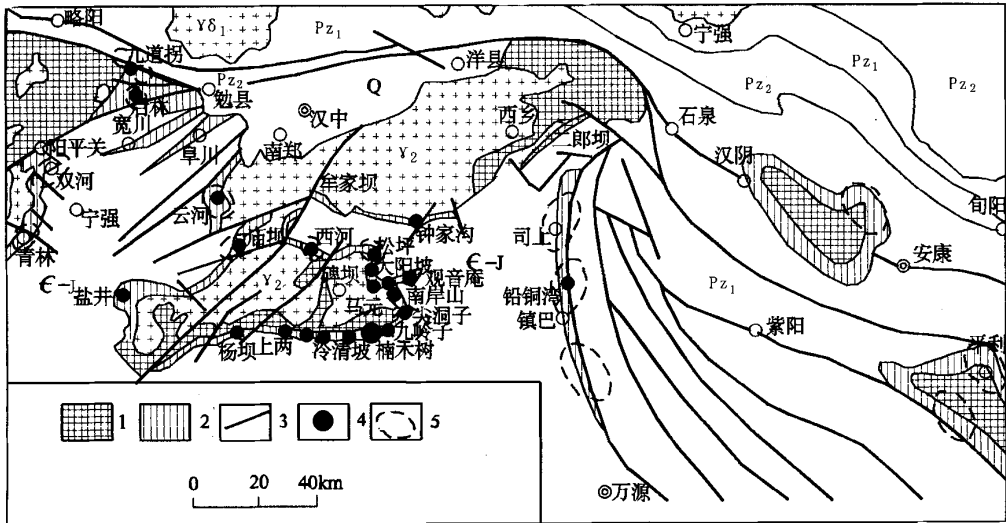 略阳
γδ₁
Pz₁
宁强
九道拐
Pz₂
洋县
Q
Pz₁
Pz₂
Pz₂
勉县
宽川
汉中
西乡
石泉
阳平关
阜川
南郑
γ₂
二郎坝
汉阴
双河
牟家坝
宁强
云河
旬阳
青林
庙坝
西河
松坪
钟家沟
司上
安康
Є-J
大阳坡
Є-J
Pz₁
盐井
γ₂
碑坝
观音庵
铅铜湾
马元
南岸山
镇巴
紫阳
九岭子
平利
杨坝
上两
冷清坡
楠木树
1
2
3
4
5
0
20
40km
万源